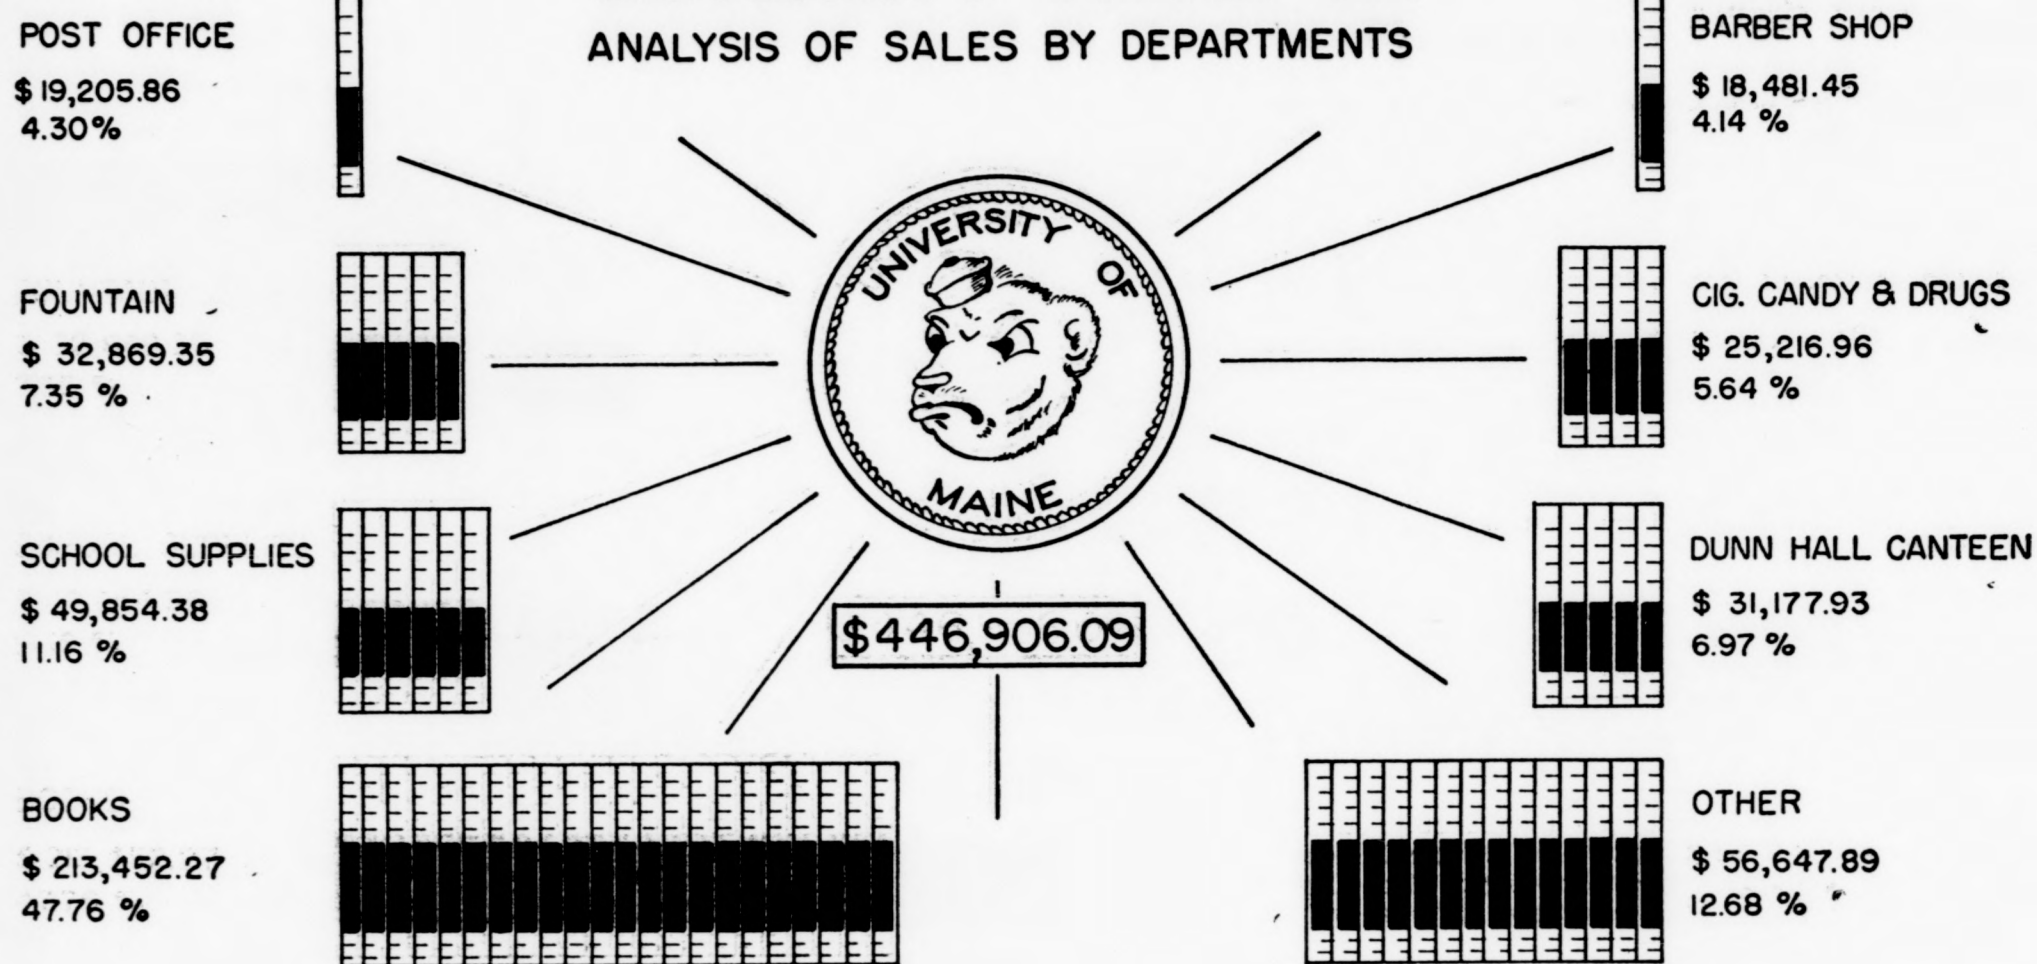 ANALYSIS OF SALES BY DEPARTMENTS
POST OFFICE
$ 19,205.86
4.30%
FOUNTAIN
$ 32,869.35
7.35 %
SCHOOL SUPPLIES
$ 49,854.38
11.16 %
BOOKS
$ 213,452.27
47.76 %
UNIVERSITY OF
MAINE
$446,906.09
BARBER SHOP
$ 18,481.45
4.14 %
CIG. CANDY & DRUGS
$ 25,216.96
5.64 %
DUNN HALL CANTEEN
$ 31,177.93
6.97 %
OTHER
$ 56,647.89
12.68 %